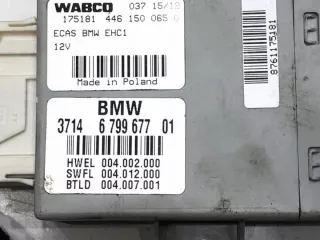 WABCO 037 15/18
175181 446 150 065 0
ECAS BMW EHC1
12V
Made in Poland
8761175181
BMW
3714 6 799 677 01
HWEL 004.002.000
SWFL 004.012.000
BTLD 004.007.001